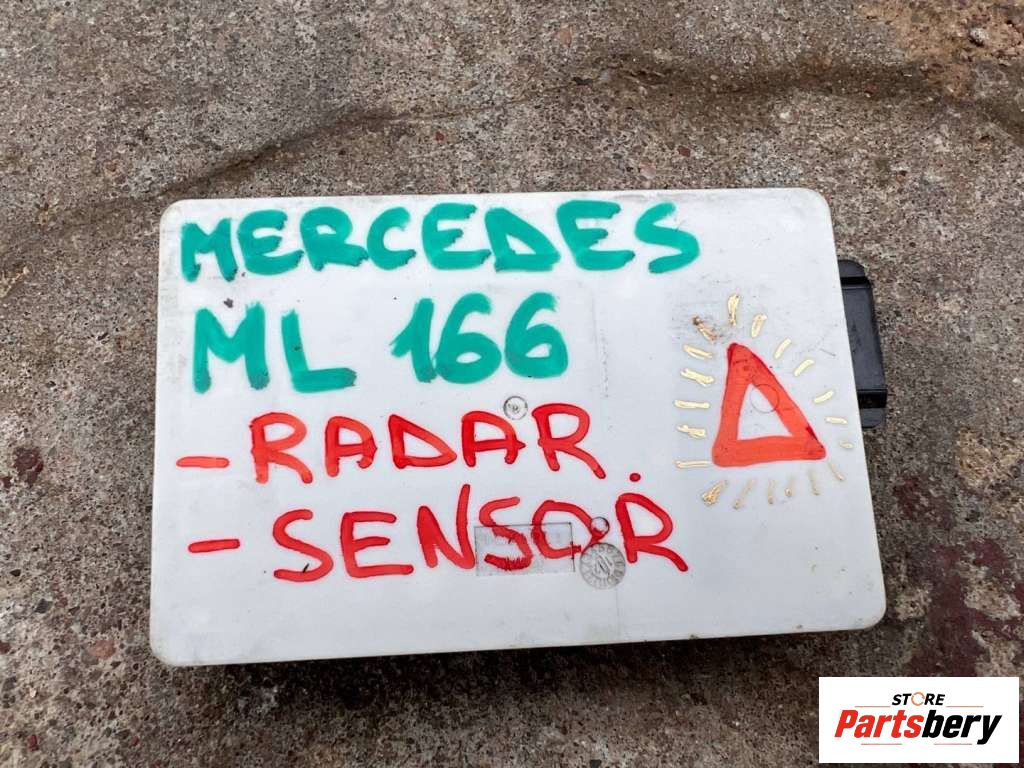 MERCEDES
ML 166
- RADAR
- SENSOR
STORE
Partsbery